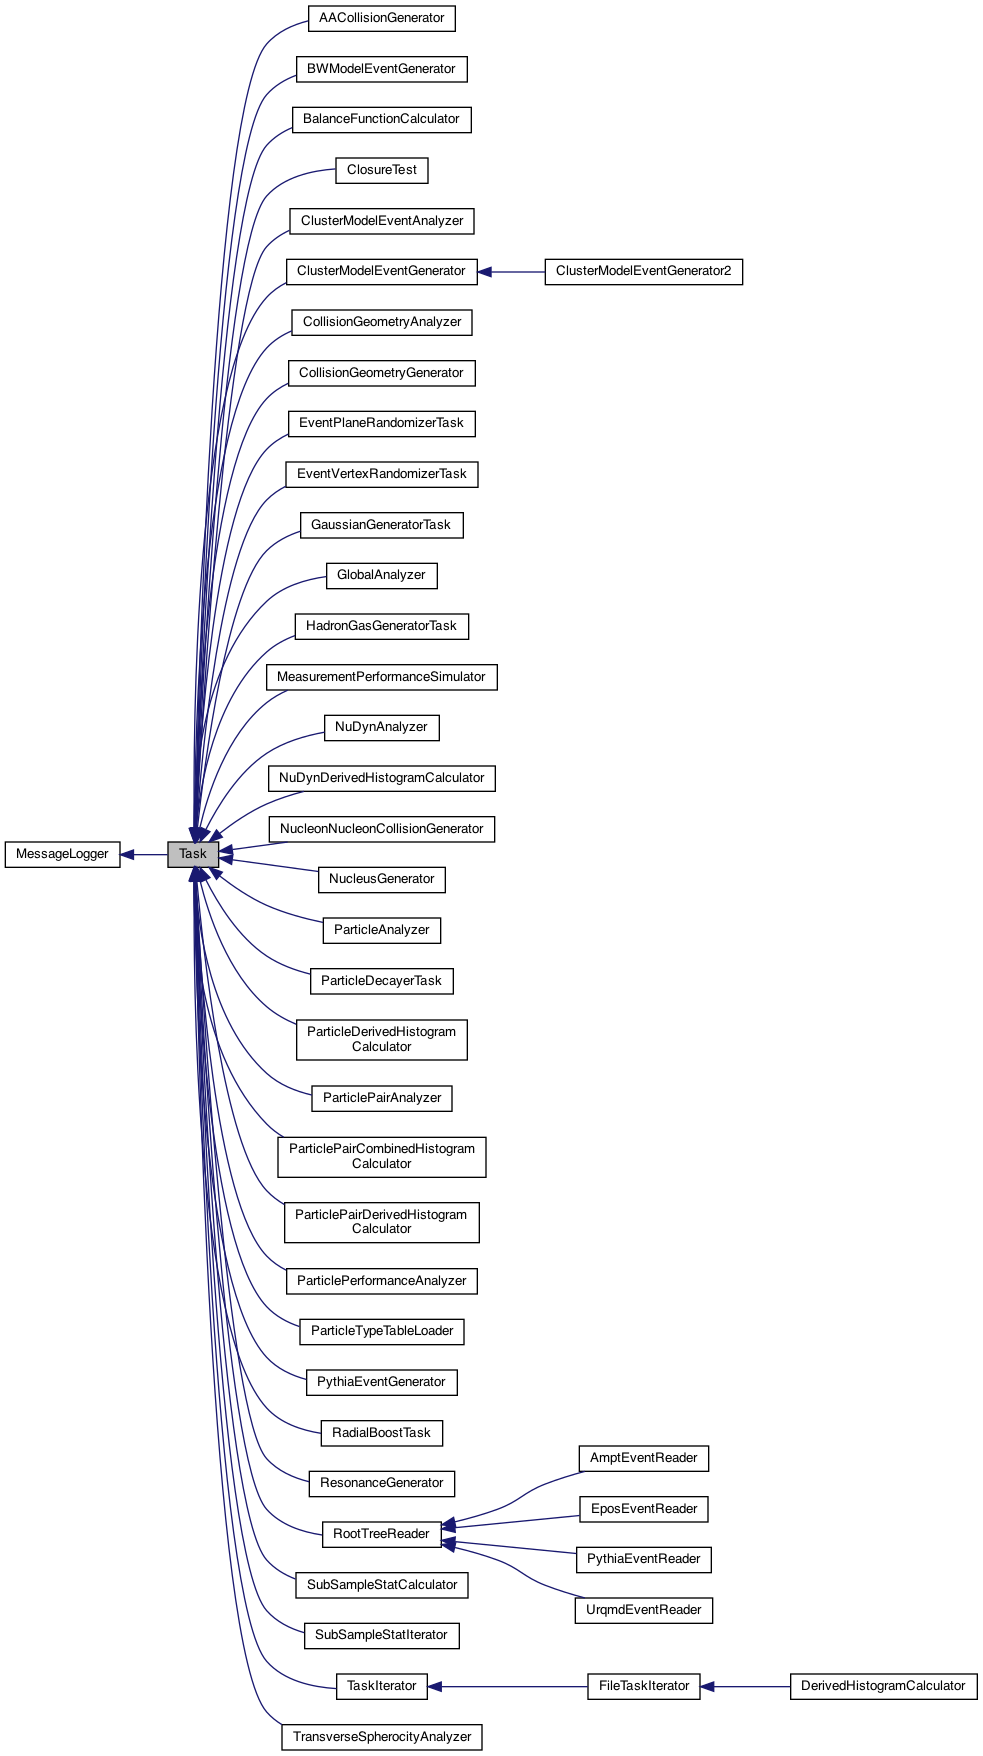 AACollisionGenerator
BWModelEventGenerator
BalanceFunctionCalculator
ClosureTest
ClusterModelEventAnalyzer
ClusterModelEventGenerator
ClusterModelEventGenerator2
CollisionGeometryAnalyzer
CollisionGeometryGenerator
EventPlaneRandomizerTask
EventVertexRandomizerTask
GaussianGeneratorTask
GlobalAnalyzer
HadronGasGeneratorTask
MeasurementPerformanceSimulator
NuDynAnalyzer
NuDynDerivedHistogramCalculator
NucleonNucleonCollisionGenerator
MessageLogger
Task
NucleusGenerator
ParticleAnalyzer
ParticleDecayerTask
ParticleDerivedHistogram
Calculator
ParticlePairAnalyzer
ParticlePairCombinedHistogram
Calculator
ParticlePairDerivedHistogram
Calculator
ParticlePerformanceAnalyzer
ParticleTypeTableLoader
PythiaEventGenerator
RadialBoostTask
ResonanceGenerator
RootTreeReader
AmptEventReader
EposEventReader
PythiaEventReader
UrqmdEventReader
SubSampleStatCalculator
SubSampleStatIterator
TaskIterator
FileTaskIterator
DerivedHistogramCalculator
TransverseSpherocityAnalyzer